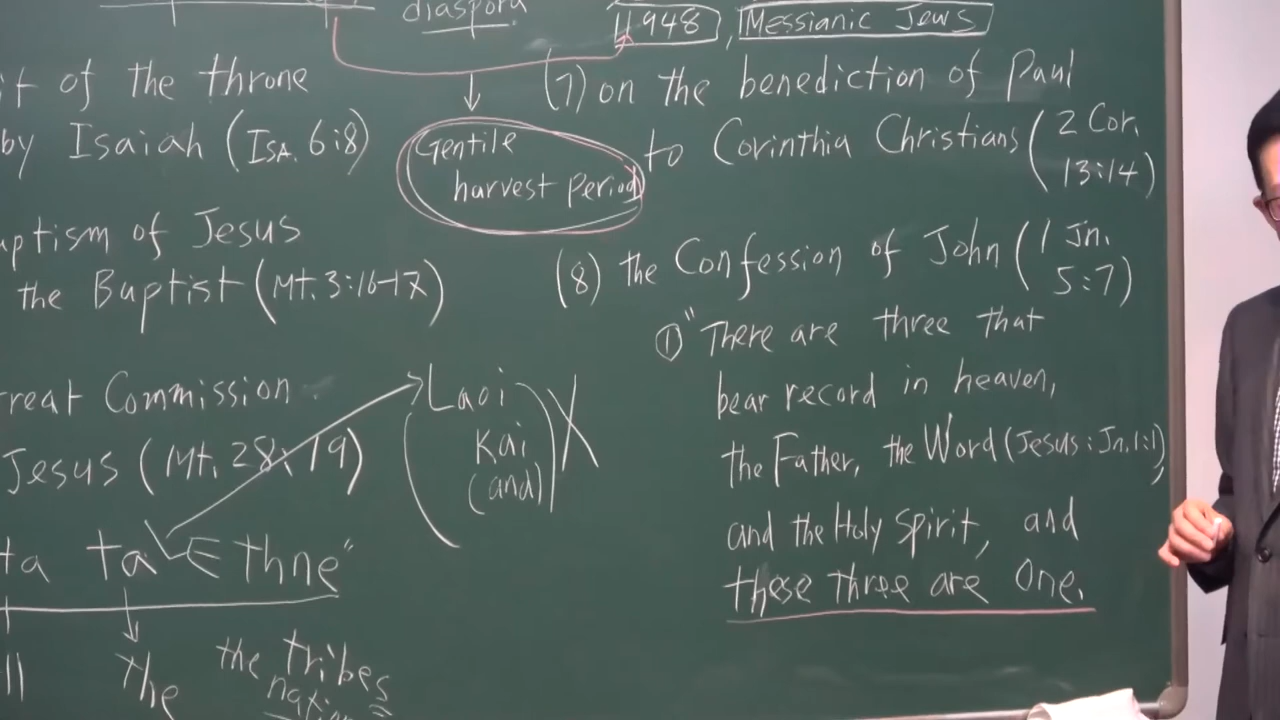 diaspora
1948, Messianic Jews
it of the throne
by Isaiah (Isa. 6:8)
Gentile
harvest period
(7) on the benediction of Paul
to Corinthia Christians (2 Cor.
13:14)
uptism of Jesus
the Baptist (Mt. 3:16-17)
(8) the Confession of John (1 Jn.
5:7)
① "There are three that
bear record in heaven,
the Father, the Word (Jesus: Jn. 1:1),
and the Holy Spirit, and
these three are One.
reat Commission
Jesus (Mt. 28:19)
Laoi
Kai
(and)
ta ta Ethne"
ll the the tribes
nation